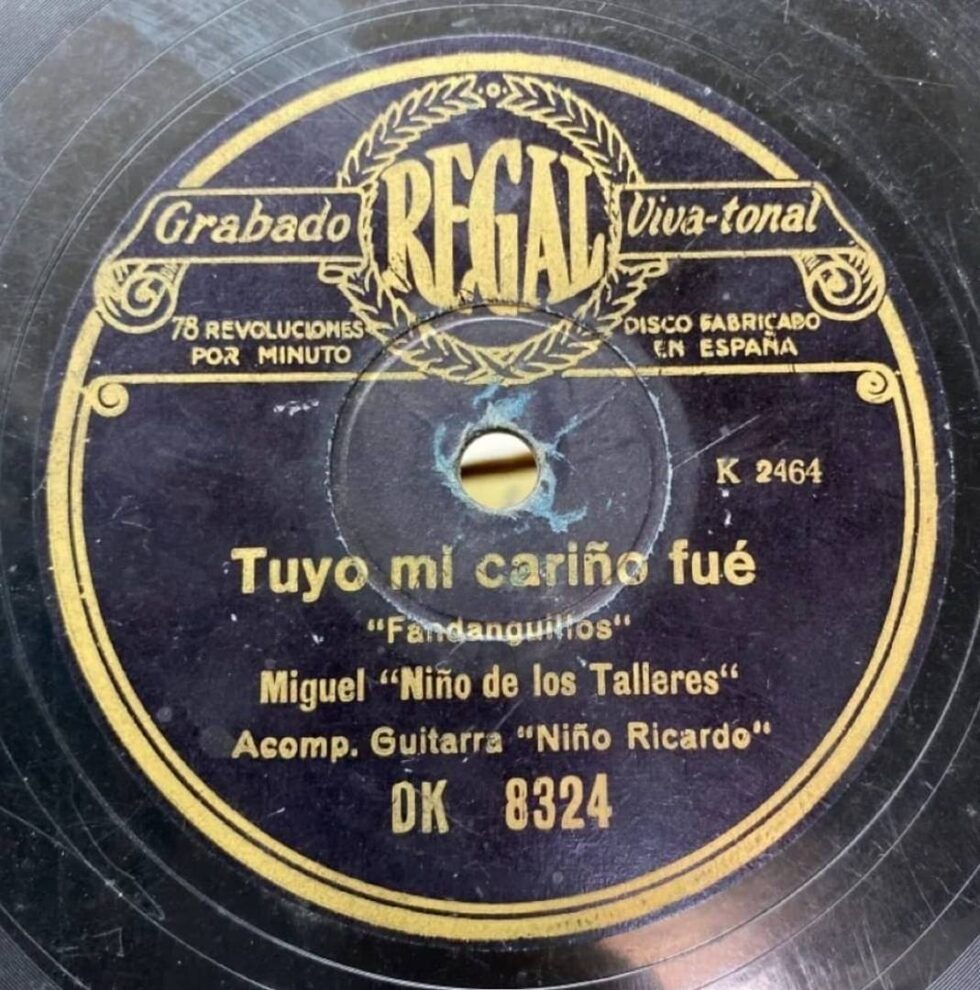 REGAL
Grabado Viva-tonal
78 REVOLUCIONES POR MINUTO
DISCO FABRICADO EN ESPAÑA
K 2464
Tuyo mi cariño fué
"Fandanguillos"
Miguel "Niño de los Talleres"
Acomp. Guitarra "Niño Ricardo"
DK 8324